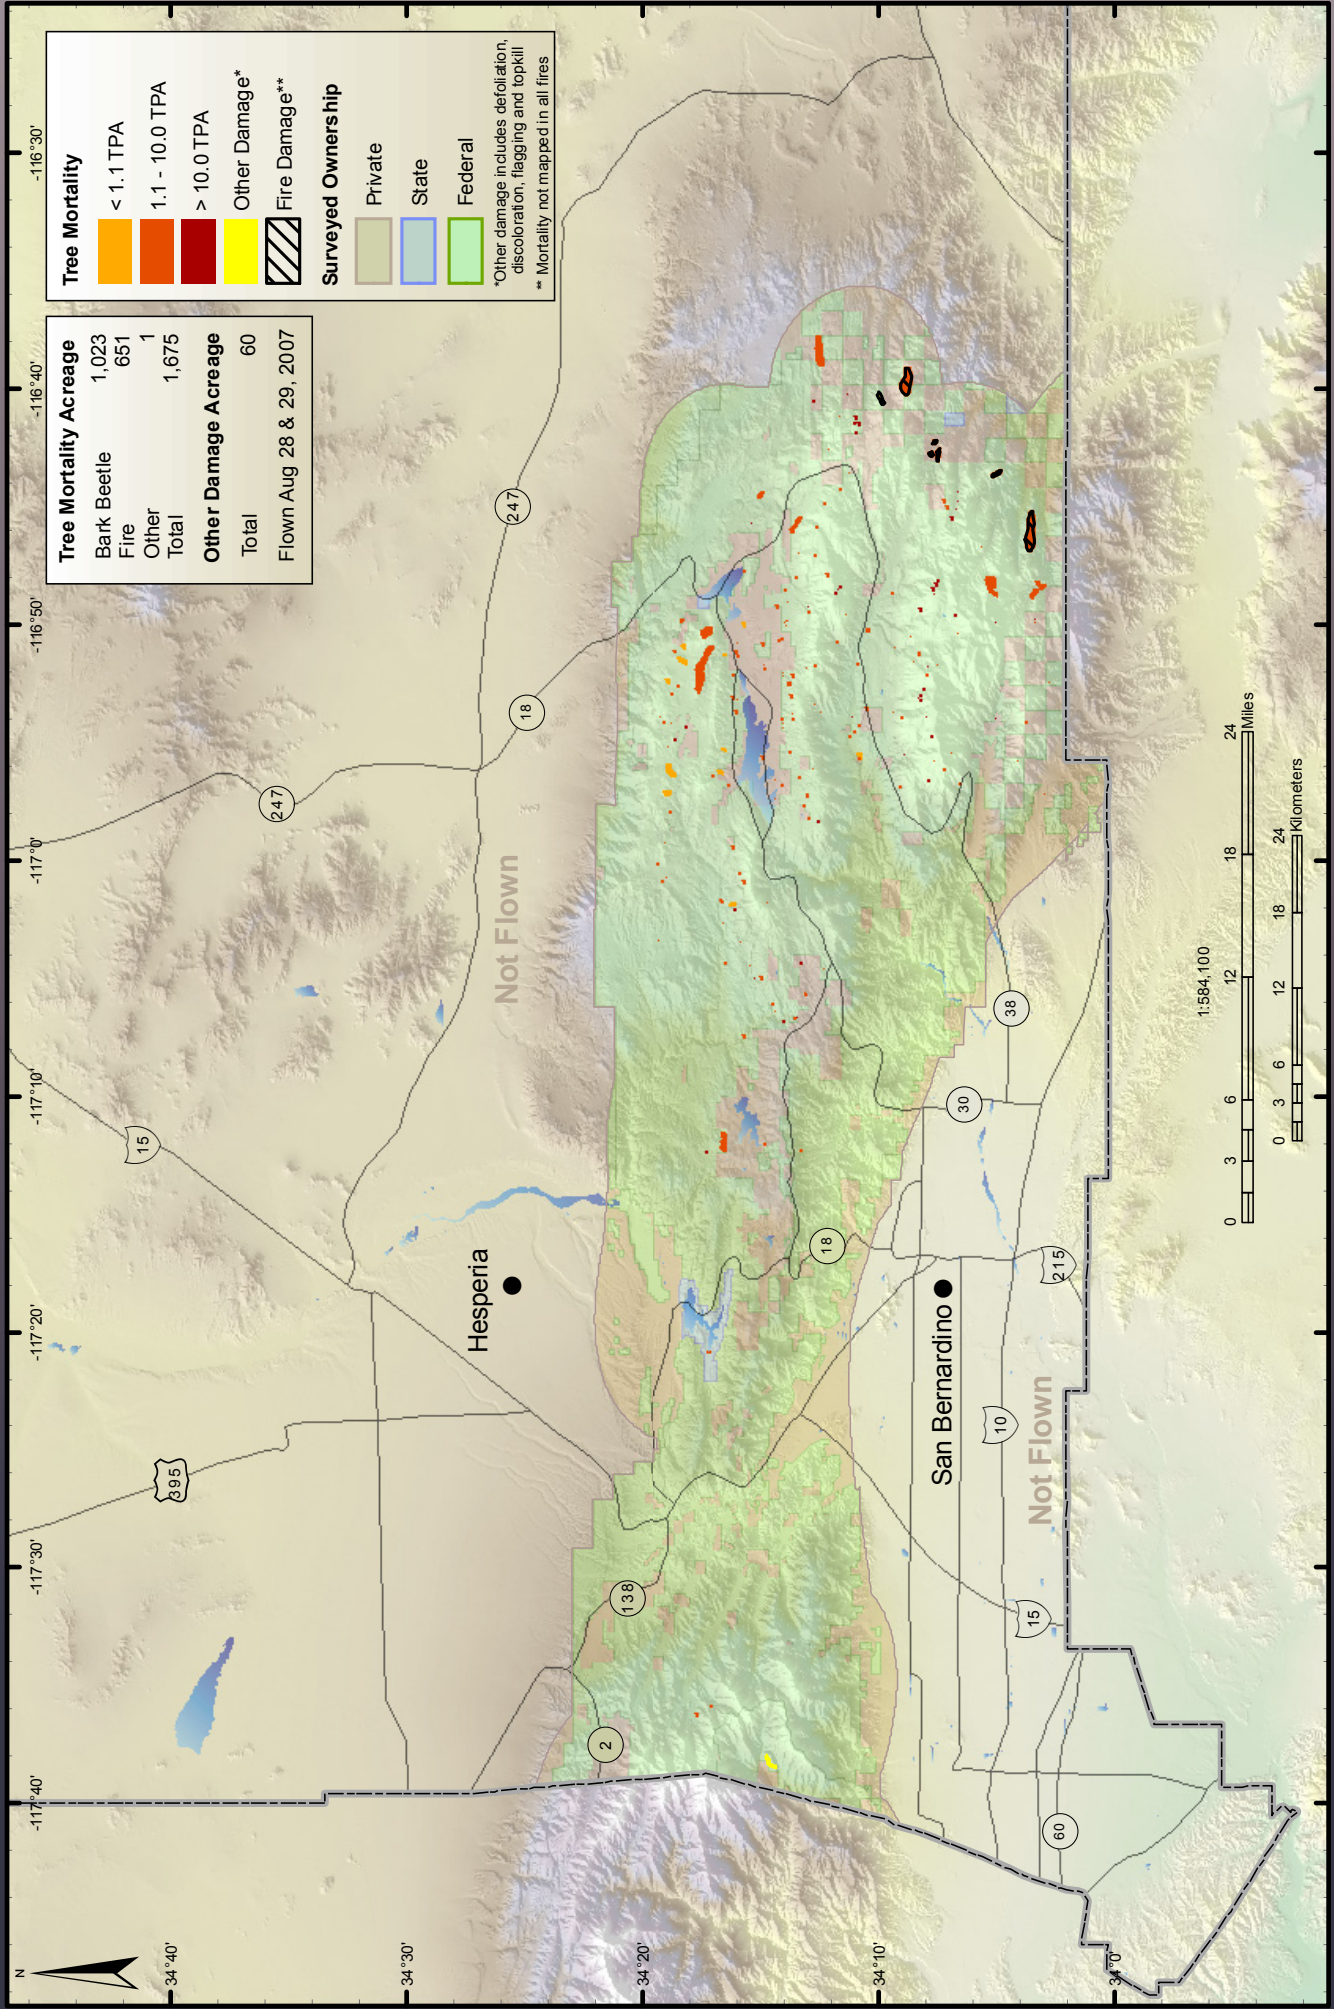 N
-117°40'
-117°30'
-117°20'
-117°10'
-117°0'
-116°50'
-116°40'
-116°30'
34°40'
34°30'
34°20'
34°10'
34°0'
Tree Mortality Acreage
Bark Beetle 1,023
Fire 651
Other 1
Total 1,675
Other Damage Acreage
Total 60
Flown Aug 28 & 29, 2007
Tree Mortality
< 1.1 TPA
1.1 - 10.0 TPA
> 10.0 TPA
Other Damage*
Fire Damage**
Surveyed Ownership
Private
State
Federal
*Other damage includes defoliation,
discoloration, flagging and topkill
** Mortality not mapped in all fires
395
15
247
247
18
Hesperia
Not Flown
138
2
18
San Bernardino
30
38
10
215
Not Flown
15
60
1:584,100
0 3 6 12 18 24
Miles
0 3 6 12 18 24
Kilometers